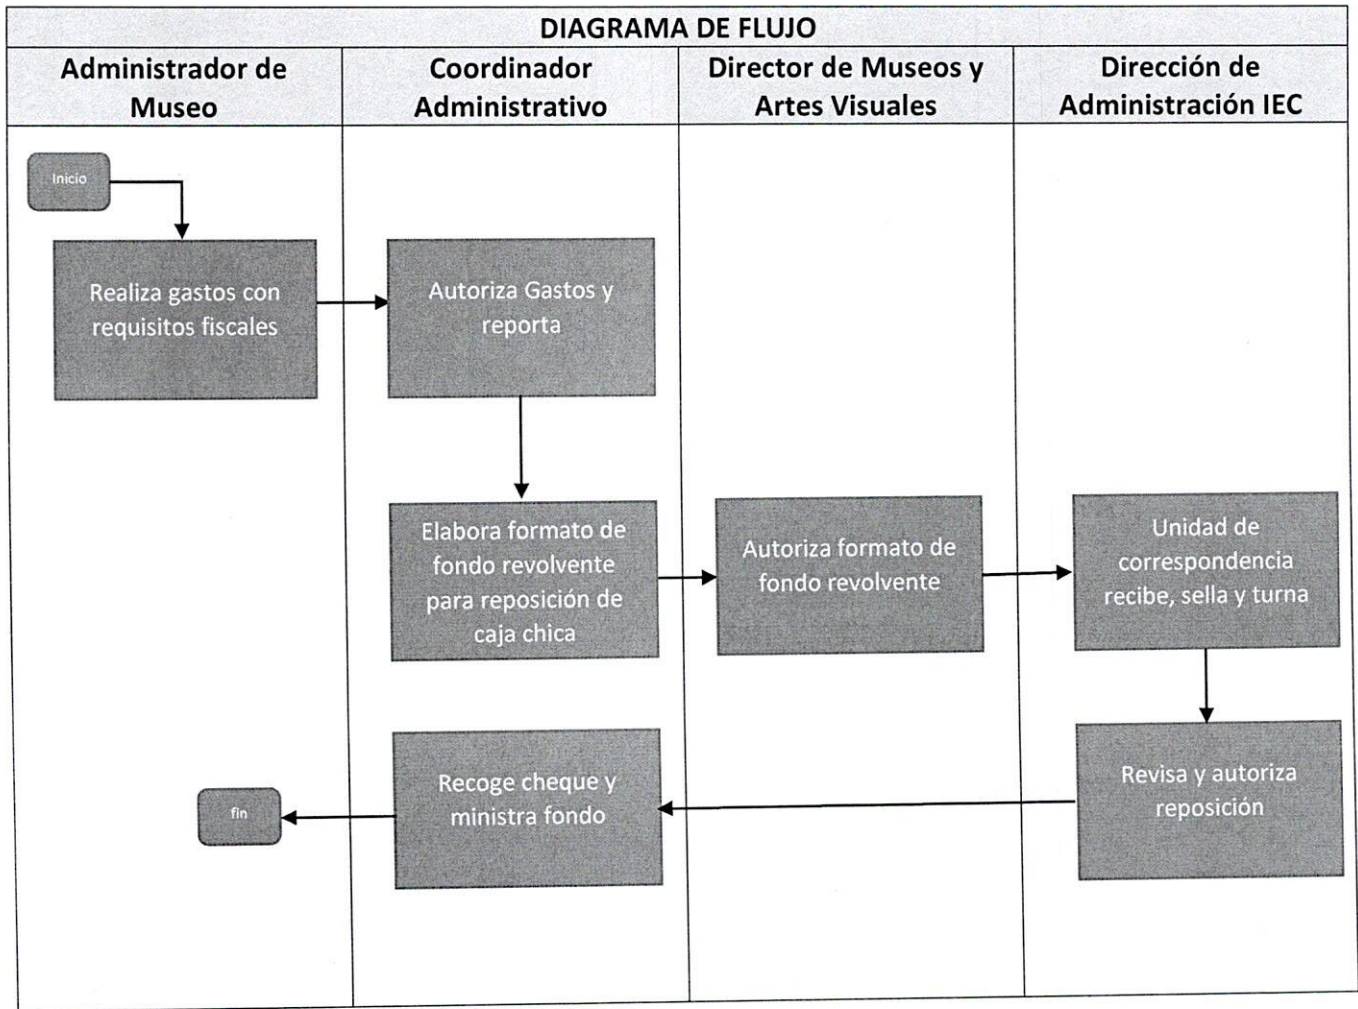 DIAGRAMA DE FLUJO
Administrador de
Museo
Coordinador
Administrativo
Director de Museos y
Artes Visuales
Dirección de
Administración IEC
Inicio
Realiza gastos con
requisitos fiscales
Autoriza Gastos y
reporta
Elabora formato de
fondo revolvente
para reposición de
caja chica
Autoriza formato de
fondo revolvente
Unidad de
correspondencia
recibe, sella y turna
Revisa y autoriza
reposición
Recoge cheque y
ministra fondo
fin